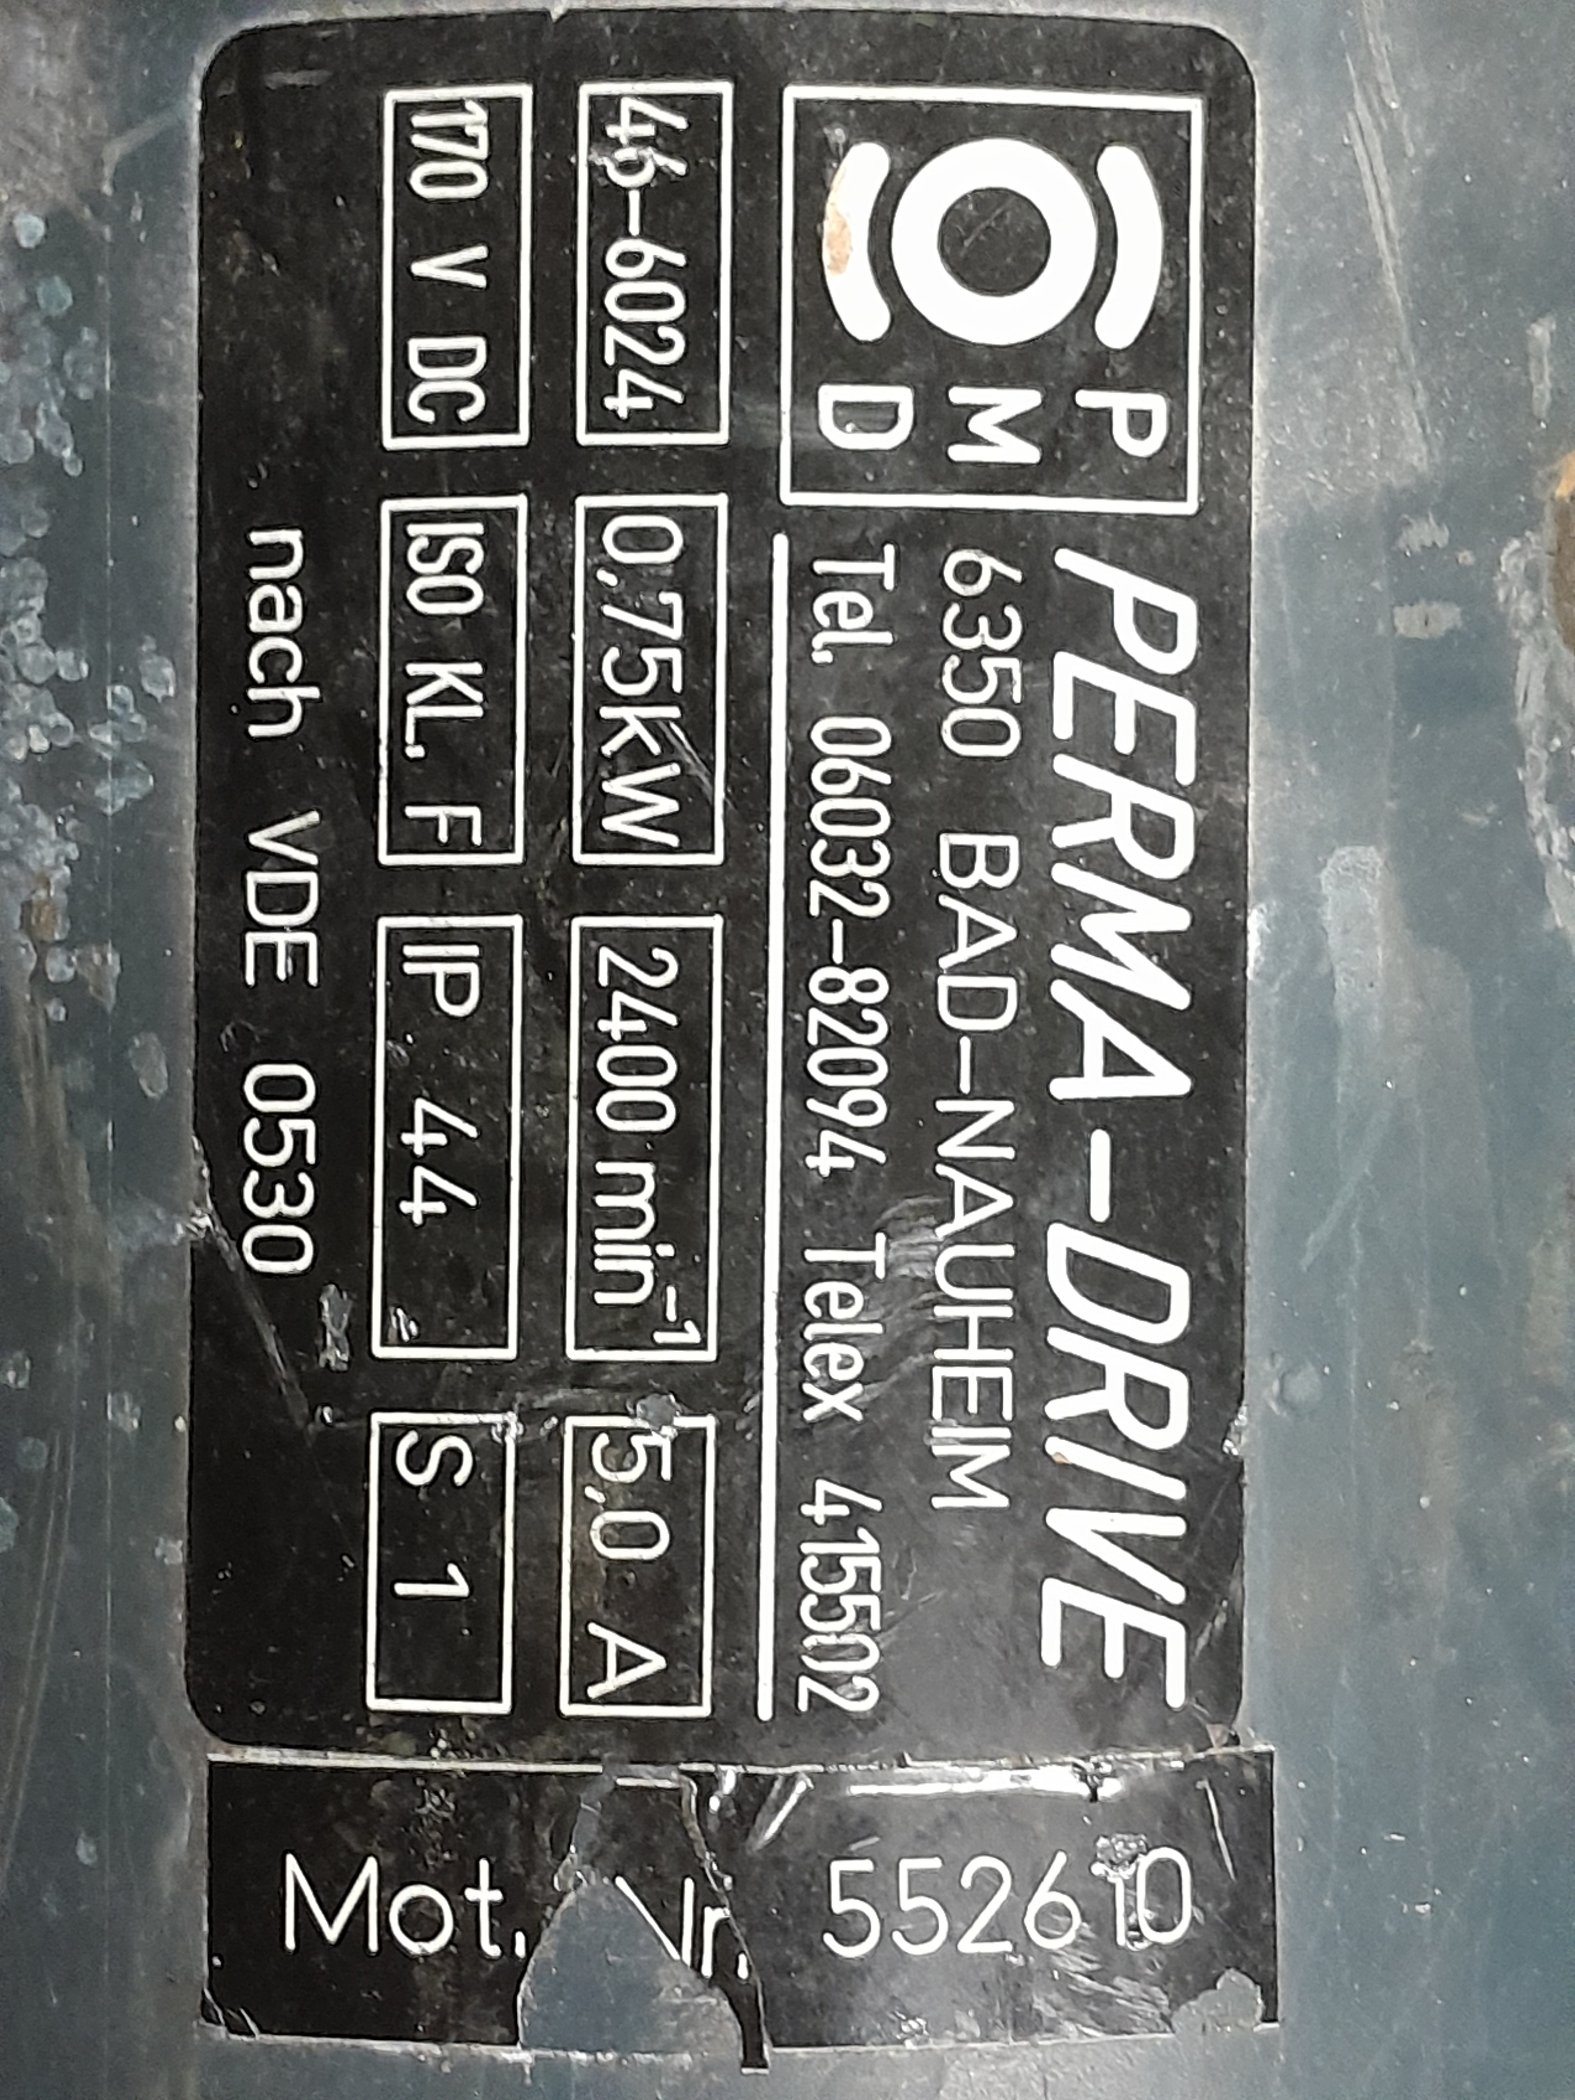 P
M
D
PERMA-DRIVE
6350 BAD-NAUHEIM
Tel. 06032-82094 Telex 415502
46-6024 0,75KW 2400 min⁻¹ 5,0 A
170 V DC ISO KL. F IP 44 S 1
nach VDE 0530
Mot. Nr. 552610